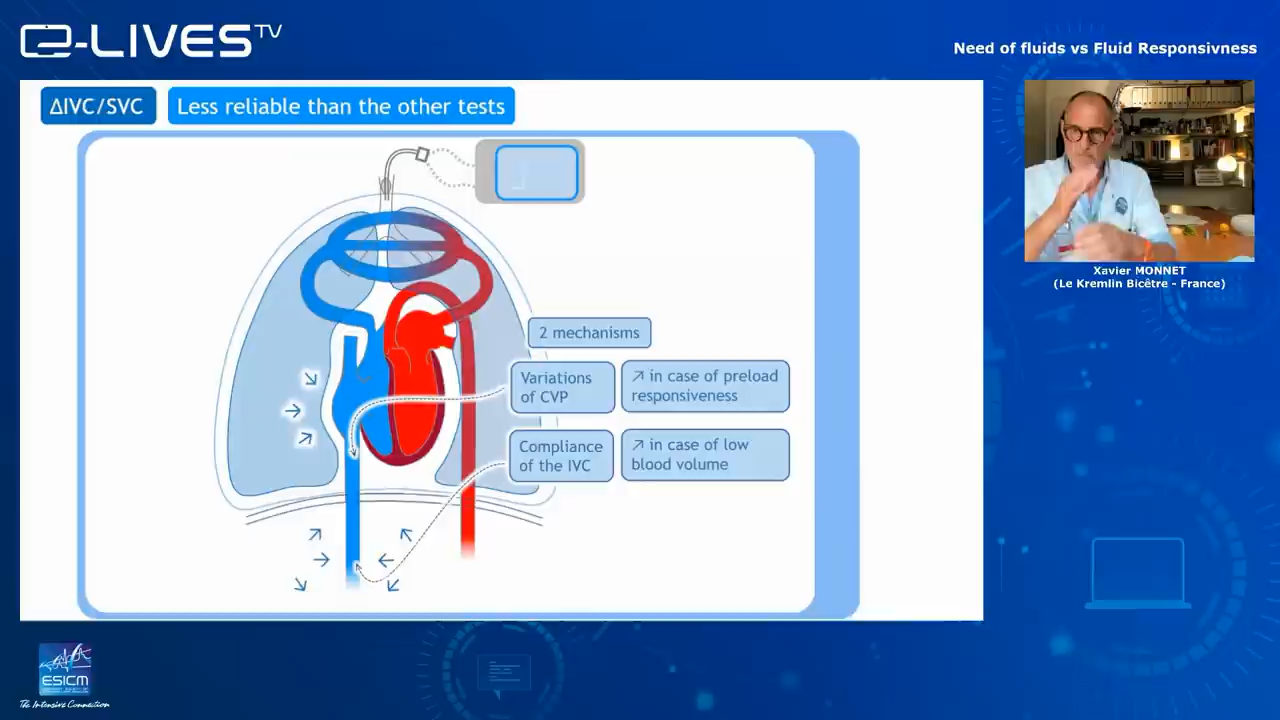 e-LIVES TV
Need of fluids vs Fluid Responsivness
ΔIVC/SVC
Less reliable than the other tests
2 mechanisms
Variations
of CVP
↗ in case of preload
responsiveness
Compliance
of the IVC
↗ in case of low
blood volume
Xavier MONNET
(Le Kremlin Bicêtre - France)
ESICM
The Intensive Connection